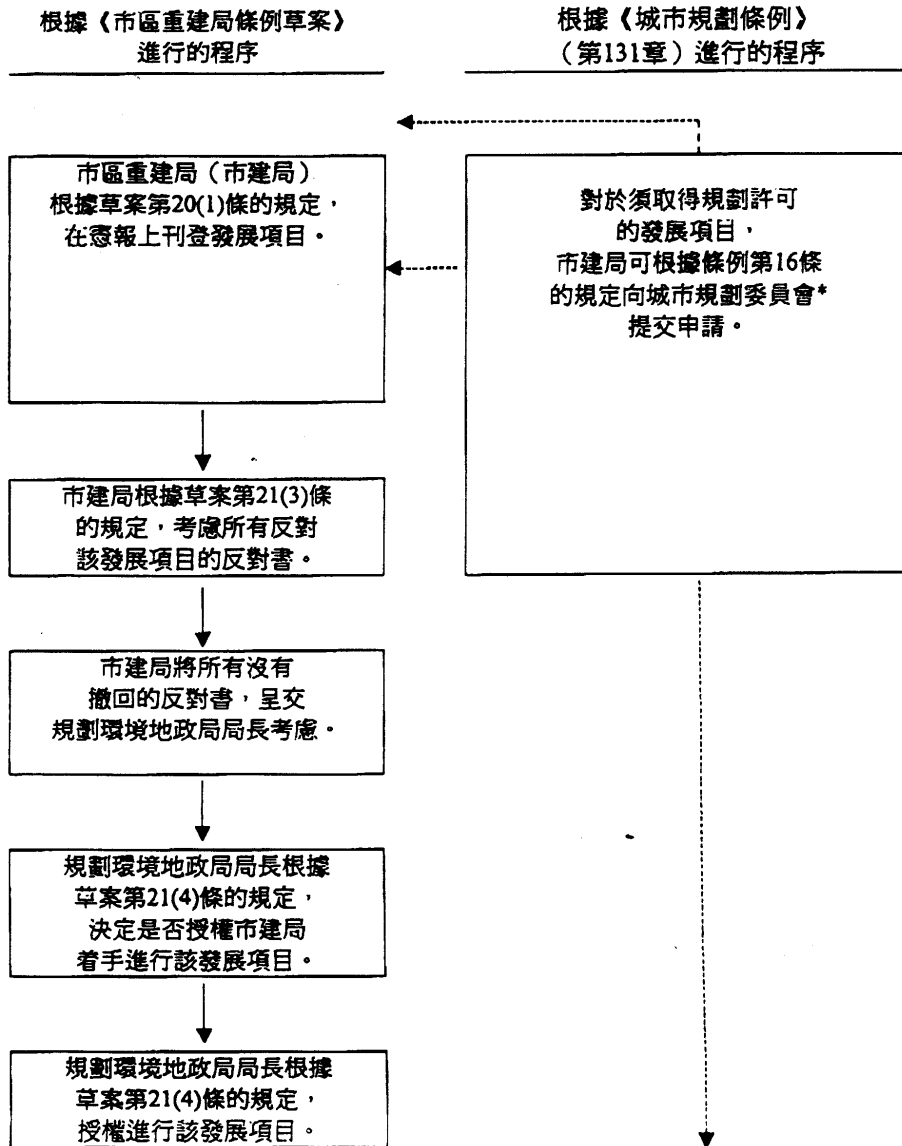 根據《市區重建局條例草案》
進行的程序
根據《城市規劃條例》
（第131章）進行的程序
市區重建局（市建局）
根據草案第20(1)條的規定，
在憲報上刊登發展項目。
對於須取得規劃許可
的發展項目，
市建局可根據條例第16條
的規定向城市規劃委員會*
提交申請。
市建局根據草案第21(3)條
的規定，考慮所有反對
該發展項目的反對書。
市建局將所有沒有
撤回的反對書，呈交
規劃環境地政局局長考慮。
規劃環境地政局局長根據
草案第21(4)條的規定，
決定是否授權市建局
着手進行該發展項目。
規劃環境地政局局長根據
草案第21(4)條的規定，
授權進行該發展項目。